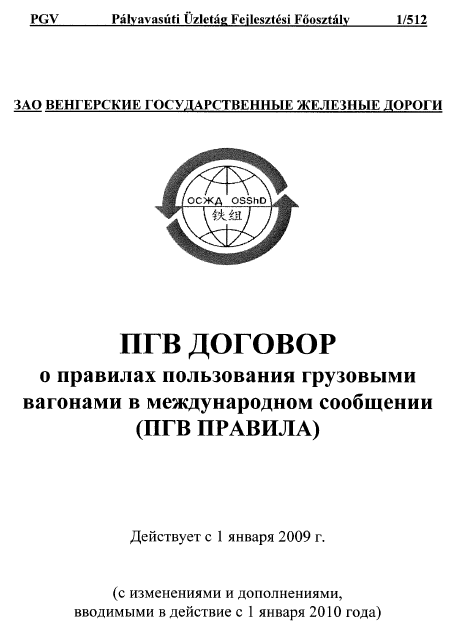 PGV Pályavasúti Üzletág Fejlesztési Főosztály 1/512
ЗАО ВЕНГЕРСКИЕ ГОСУДАРСТВЕННЫЕ ЖЕЛЕЗНЫЕ ДОРОГИ
ОСЖД OSShD
铁组
ПГВ ДОГОВОР
о правилах пользования грузовыми
вагонами в международном сообщении
(ПГВ ПРАВИЛА)
Действует с 1 января 2009 г.
(с изменениями и дополнениями,
вводимыми в действие с 1 января 2010 года)